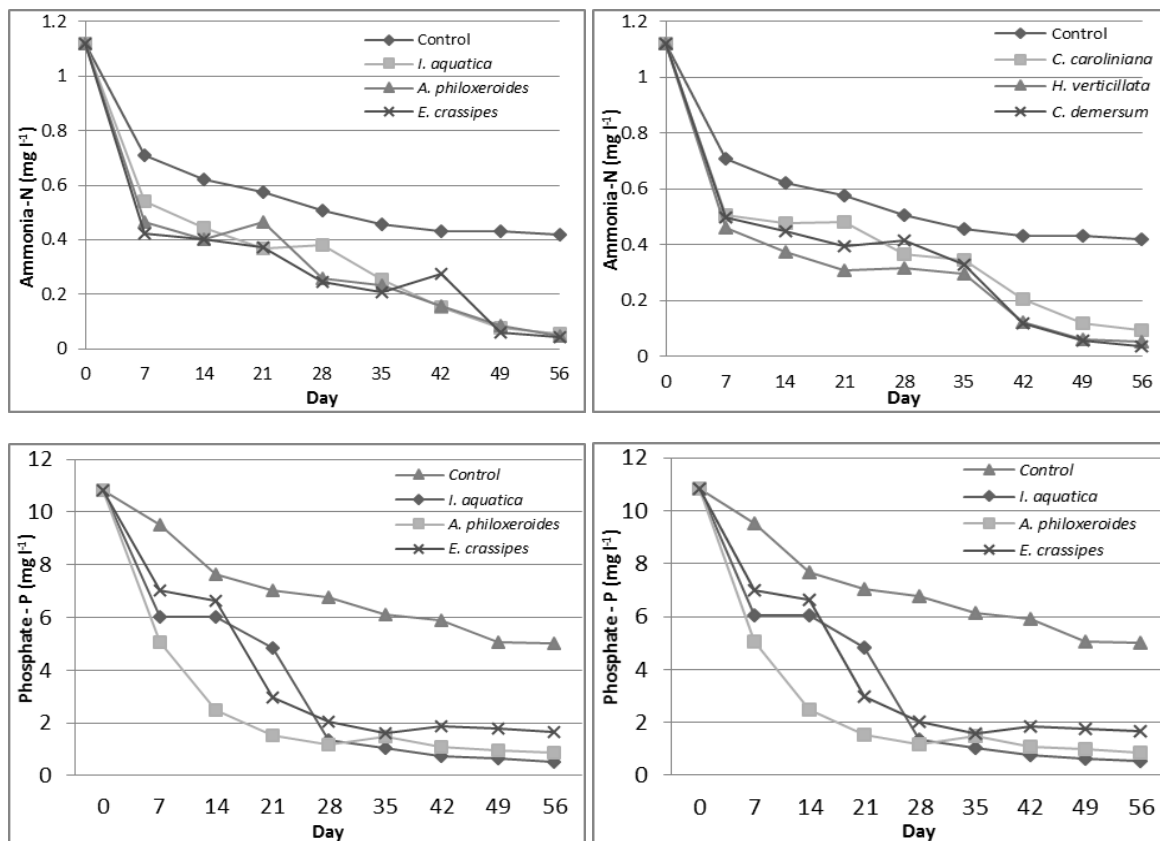 Ammonia-N (mg l-1)
1.2
1
0.8
0.6
0.4
0.2
0
Control
I. aquatica
A. philoxeroides
E. crassipes
0 7 14 21 28 35 42 49 56
Day
Ammonia-N (mg l-1)
1.2
1
0.8
0.6
0.4
0.2
0
Control
C. caroliniana
H. verticillata
C. demersum
0 7 14 21 28 35 42 49 56
Day
Phosphate - P (mg l-1)
12
10
8
6
4
2
0
Control
I. aquatica
A. philoxeroides
E. crassipes
0 7 14 21 28 35 42 49 56
Day
Phosphate - P (mg l-1)
12
10
8
6
4
2
0
Control
I. aquatica
A. philoxeroides
E. crassipes
0 7 14 21 28 35 42 49 56
Day